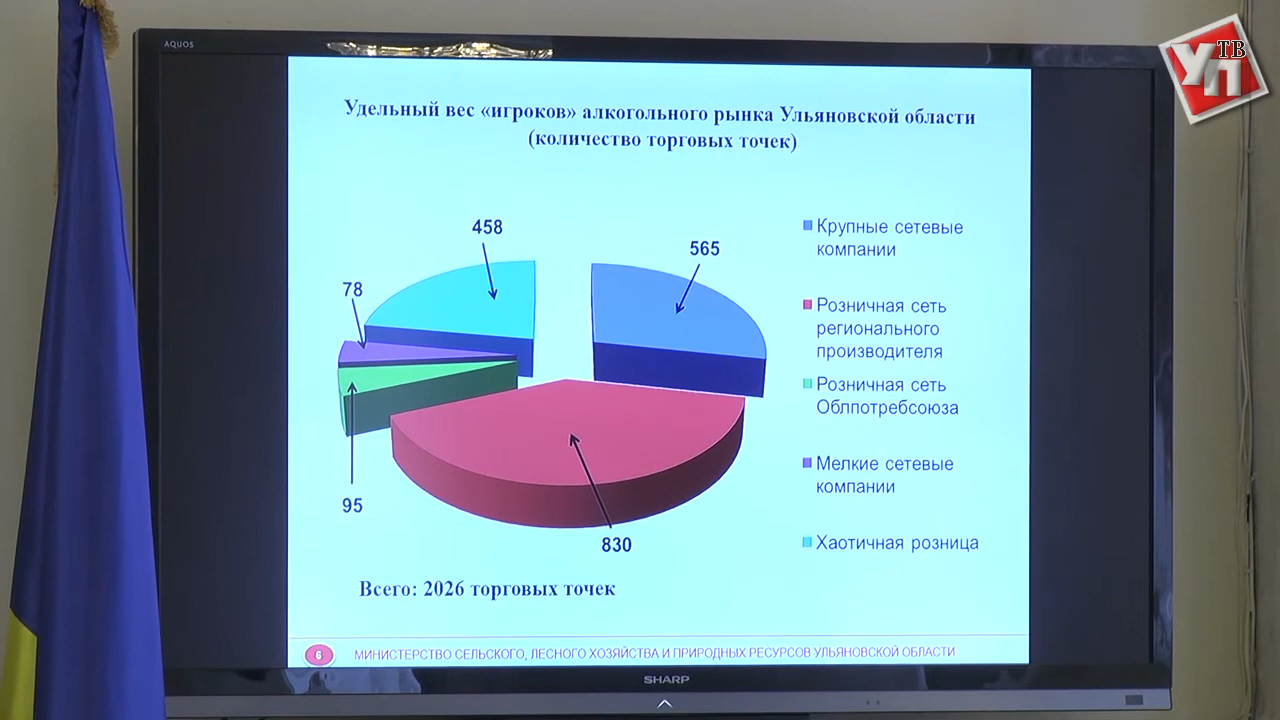 AQUOS
УП ТВ
Удельный вес «игроков» алкогольного рынка Ульяновской области
(количество торговых точек)
458
565
78
95
830
Крупные сетевые
компании
Розничная сеть
регионального
производителя
Розничная сеть
Облпотребсоюза
Мелкие сетевые
компании
Хаотичная розница
Всего: 2026 торговых точек
6
МИНИСТЕРСТВО СЕЛЬСКОГО, ЛЕСНОГО ХОЗЯЙСТВА И ПРИРОДНЫХ РЕСУРСОВ УЛЬЯНОВСКОЙ ОБЛАСТИ
SHARP